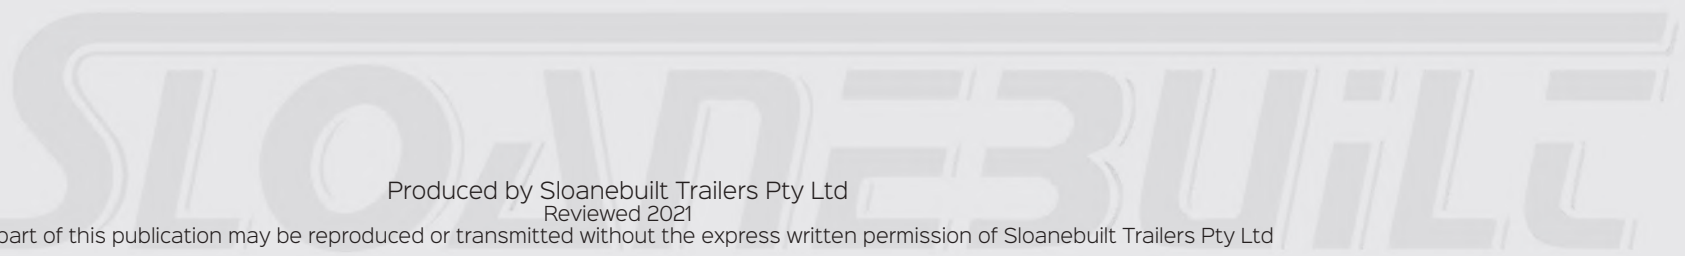 SLOANEBUiLt
Produced by Sloanebuilt Trailers Pty Ltd
Reviewed 2021
part of this publication may be reproduced or transmitted without the express written permission of Sloanebuilt Trailers Pty Ltd